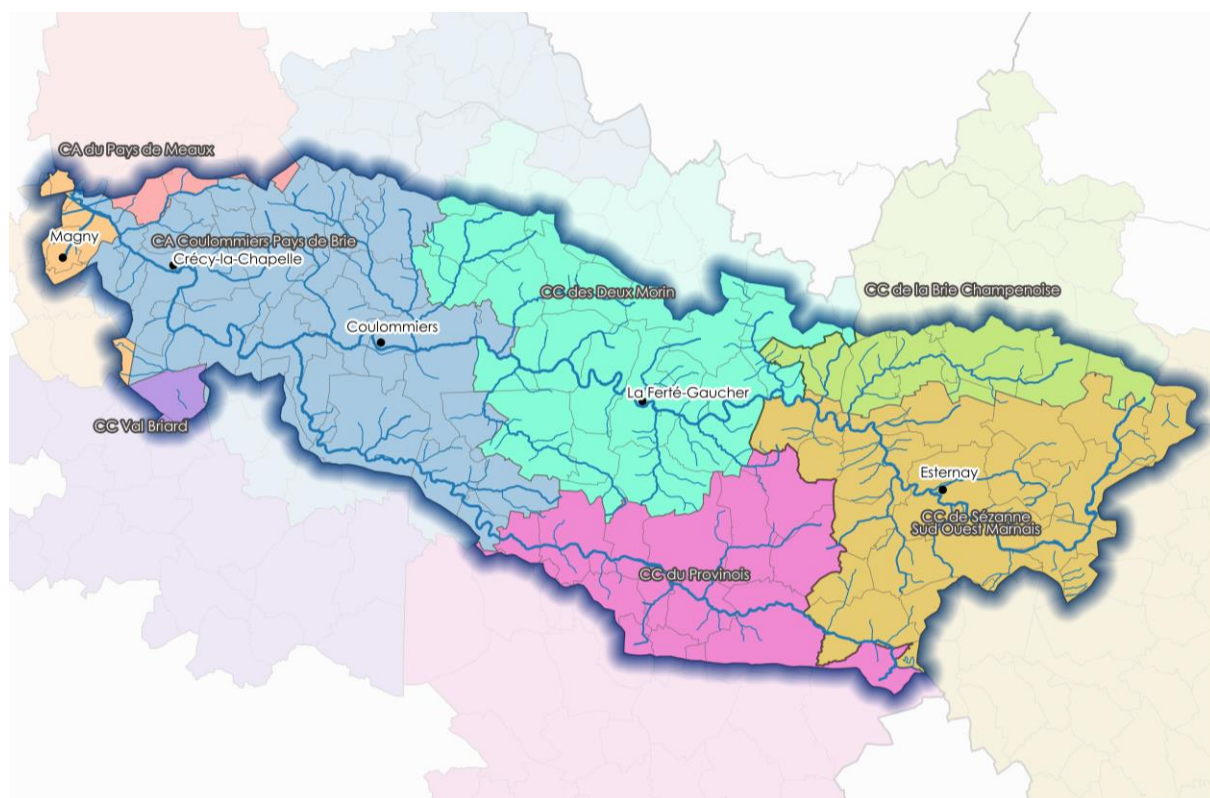 CA du Pays de Meaux
Magny
CA Coulommiers Pays de Brie
Crécy-la-Chapelle
CC des Deux Morin
CC de la Brie Champenoise
Coulommiers
La Ferté-Gaucher
CC Val Briard
Esternay
CC de Sézanne
Sud Ouest Marnais
CC du Provinois